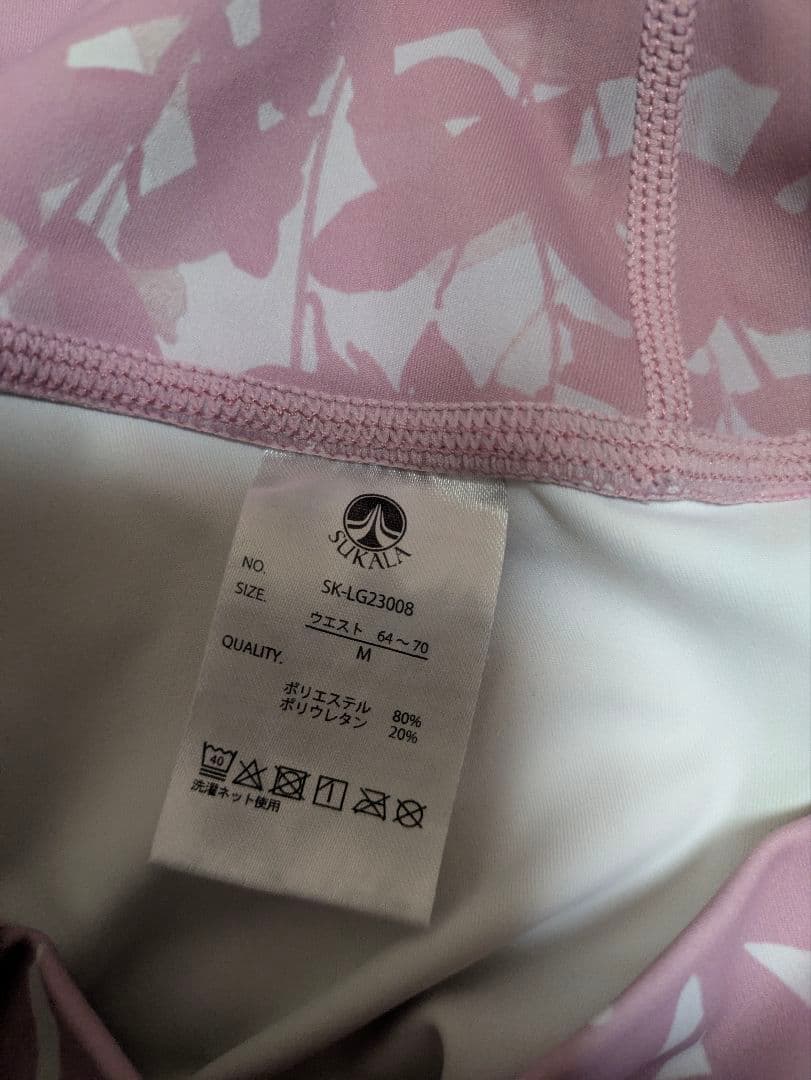 SUKALA
NO. SK-LG23008
SIZE. ウエスト 64～70
M
QUALITY.
ポリエステル 80%
ポリウレタン 20%
40
洗濯ネット使用